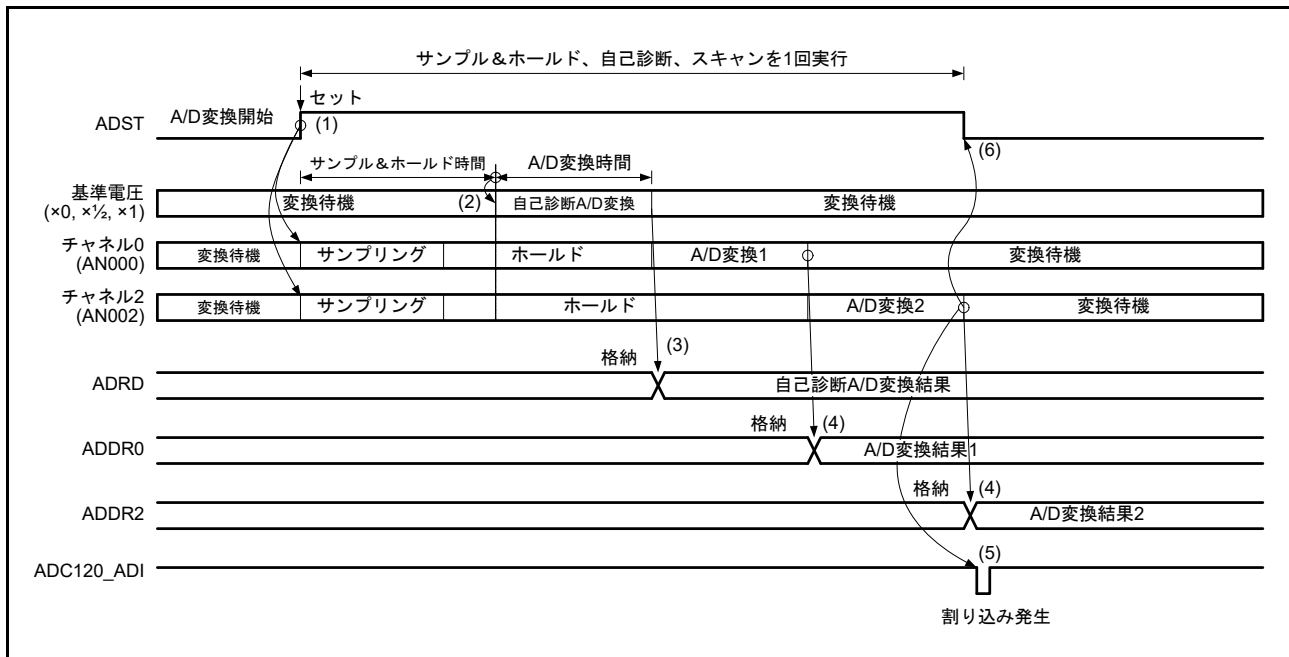 サンプル＆ホールド、自己診断、スキャンを1回実行
セット
ADST
A/D変換開始
(1)
(6)
サンプル＆ホールド時間
A/D変換時間
基準電圧
(×0, ×½, ×1)
変換待機
(2)
自己診断A/D変換
変換待機
チャネル0
(AN000)
変換待機
サンプリング
ホールド
A/D変換1
変換待機
チャネル2
(AN002)
変換待機
サンプリング
ホールド
A/D変換2
変換待機
格納
(3)
ADRD
自己診断A/D変換結果
格納
(4)
ADDR0
A/D変換結果1
格納
(4)
ADDR2
A/D変換結果2
ADC120_ADI
(5)
割り込み発生